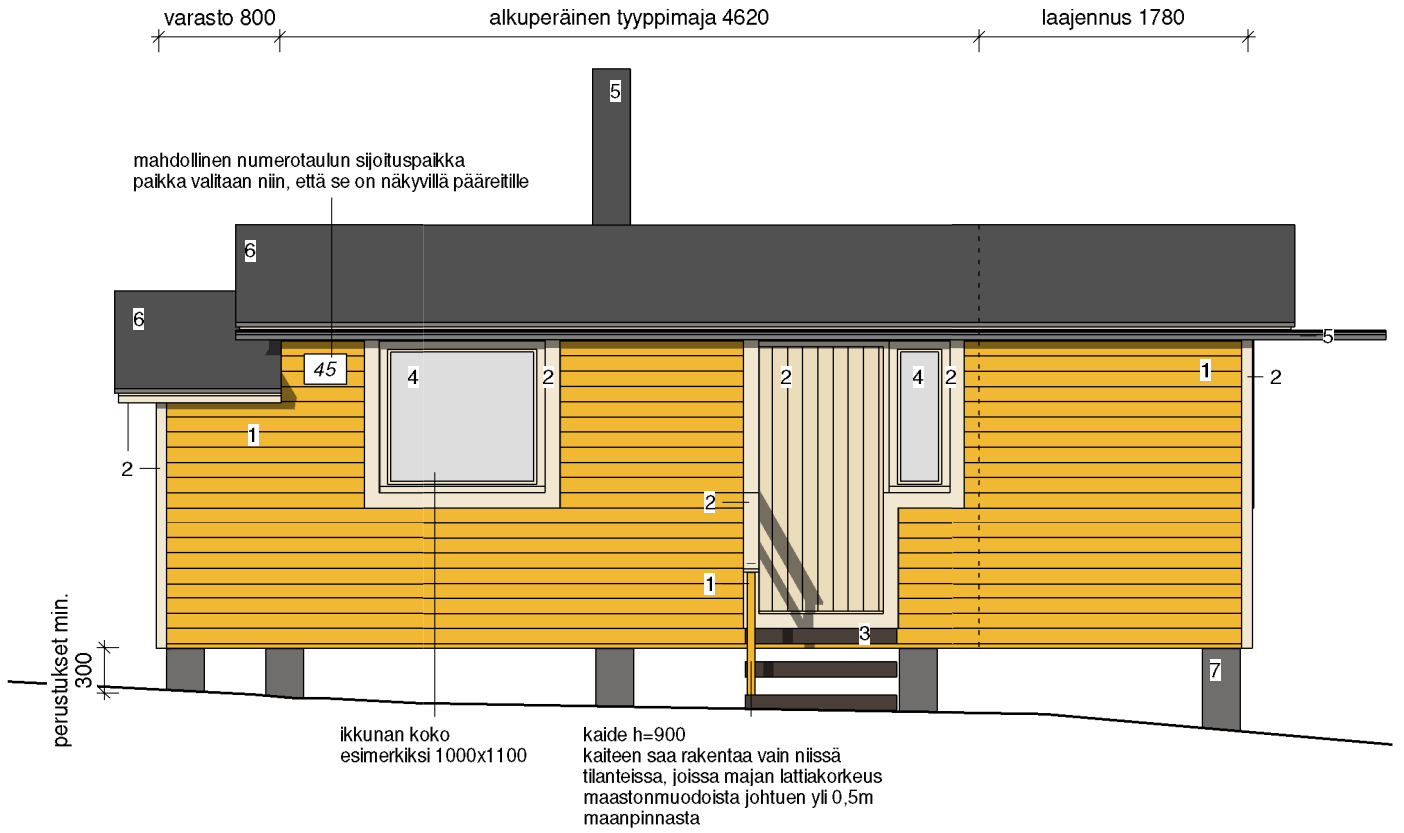 varasto 800
alkuperäinen tyyppimaja 4620
laajennus 1780
5
mahdollinen numerotaulun sijoituspaikka
paikka valitaan niin, että se on näkyvillä pääreitille
6
6
5
45
4
2
2
4
2
1
2
1
2
2
1
3
perustukset min.
300
7
ikkunan koko
esimerkiksi 1000x1100
kaide h=900
kaiteen saa rakentaa vain niissä
tilanteissa, joissa majan lattiakorkeus
maastonmuodoista johtuen yli 0,5m
maanpinnasta